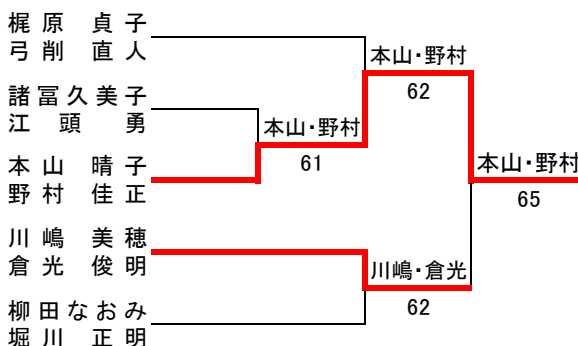 梶原 貞子
弓削 直人
本山・野村
62
諸冨久美子
江頭 勇
本山・野村
61
本山 晴子
野村 佳正
本山・野村
65
川嶋 美穂
倉光 俊明
川嶋・倉光
62
柳田なおみ
堀川 正明